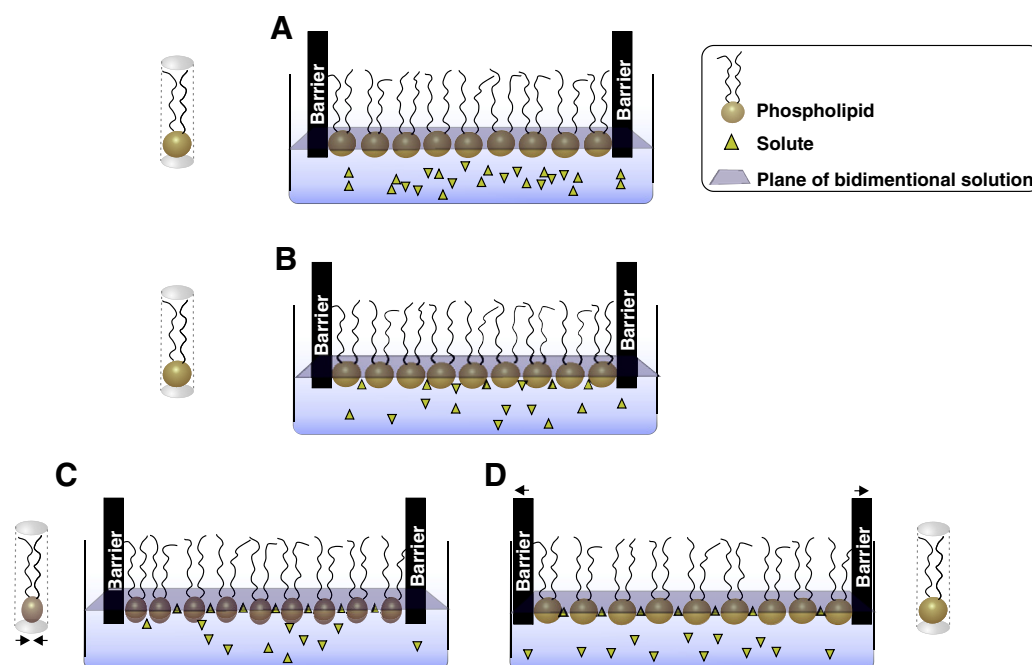 A
Barrier
Barrier
Phospholipid
Solute
Plane of bidimentional solution
B
Barrier
Barrier
C
Barrier
Barrier
D
Barrier
Barrier